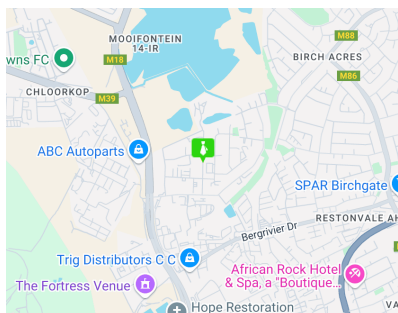 MOOIFONTEIN
14-IR
M88
wns FC
M18
BIRCH ACRES
M86
CHLOORKOP
M39
ABC Autoparts
SPAR Birchgate
RESTONVALE AH
Bergrivier Dr
Trig Distributors C C
African Rock Hotel
& Spa, a "Boutique...
The Fortress Venue
Hope Restoration
VA